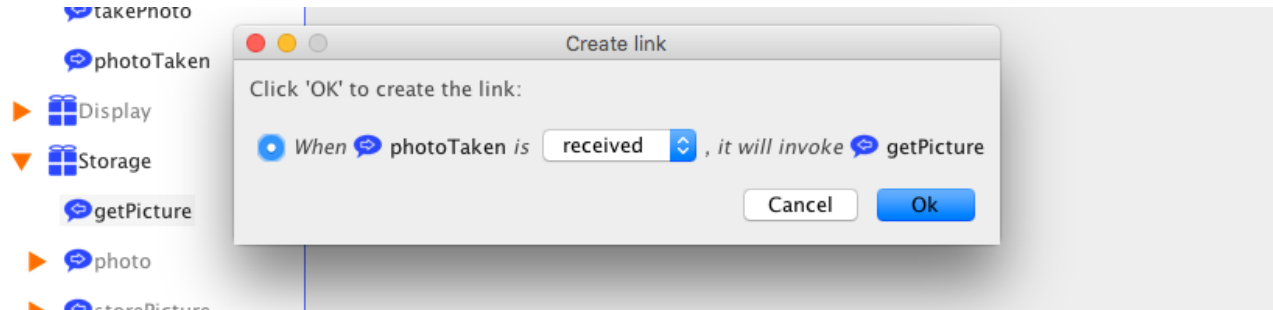 takePhoto
photoTaken
Display
Storage
getPicture
photo
storePicture
Create link
Click 'OK' to create the link:
When photoTaken is received , it will invoke getPicture
Cancel Ok